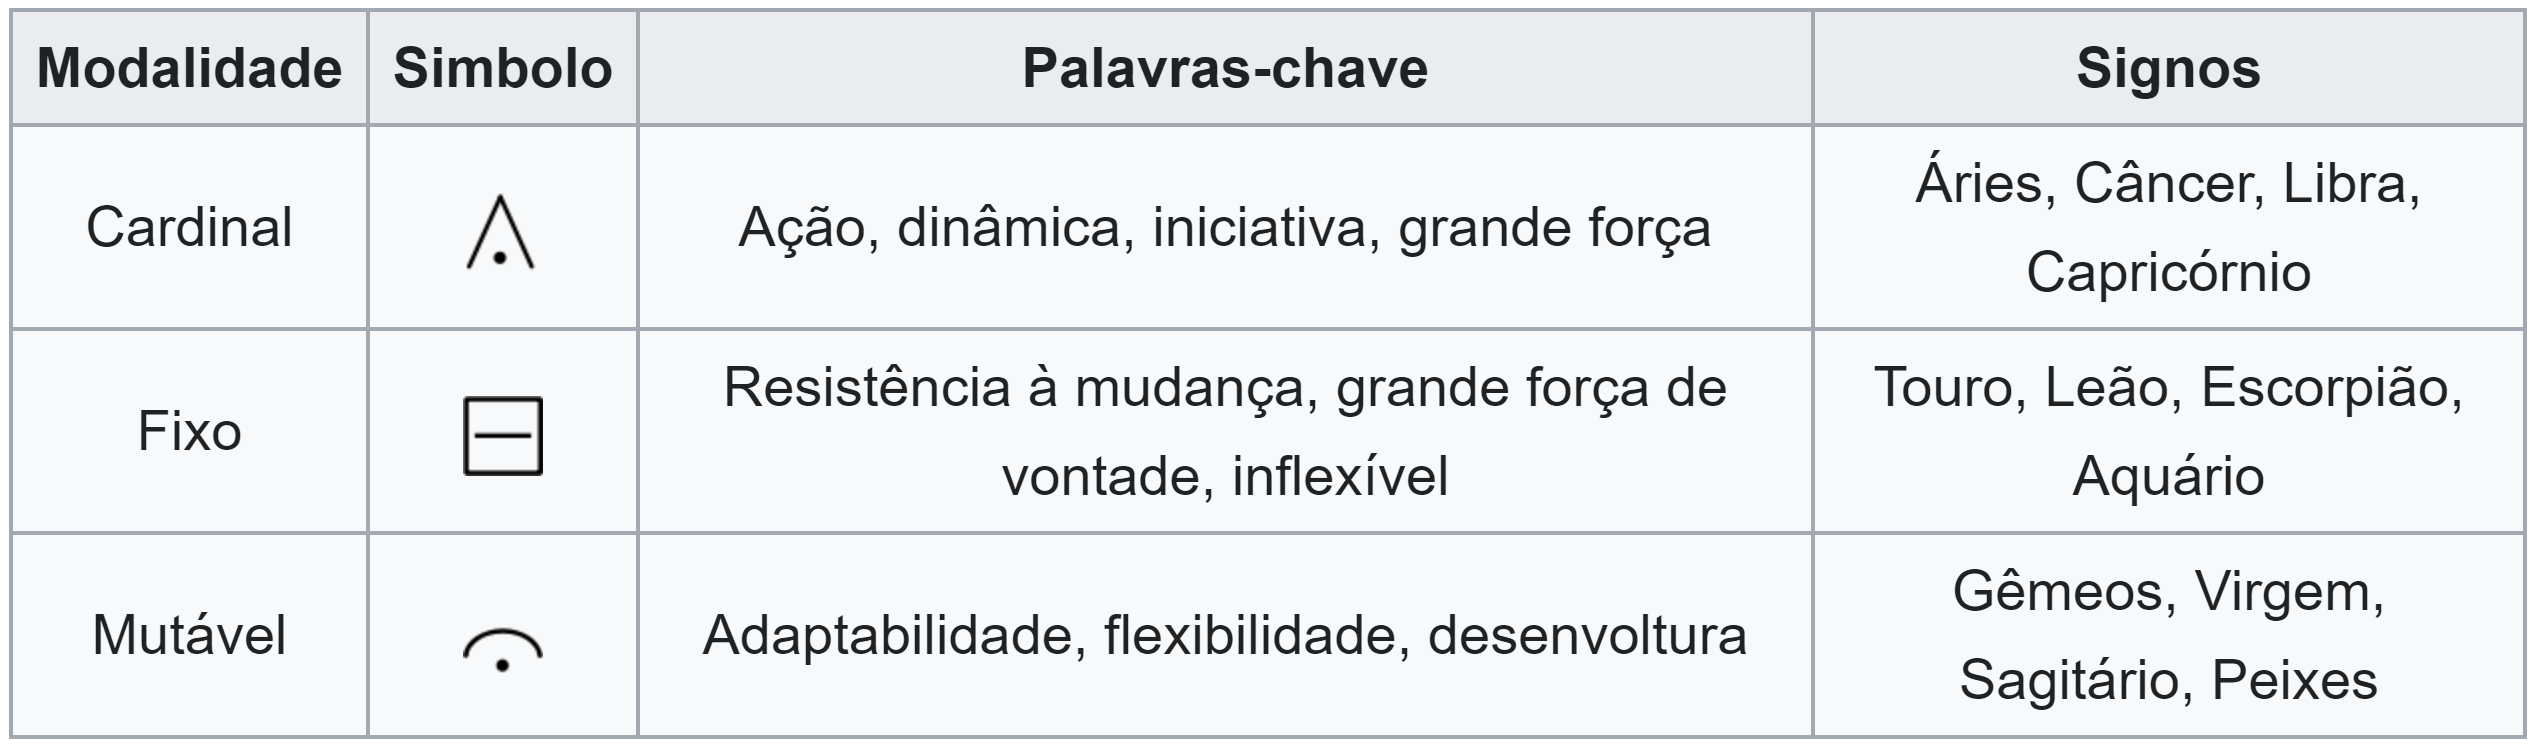 Modalidade Simbolo Palavras-chave Signos
Cardinal Ação, dinâmica, iniciativa, grande força Áries, Câncer, Libra,
Capricórnio
Fixo Resistência à mudança, grande força de
vontade, inflexível Touro, Leão, Escorpião,
Aquário
Mutável Adaptabilidade, flexibilidade, desenvoltura Gêmeos, Virgem,
Sagitário, Peixes